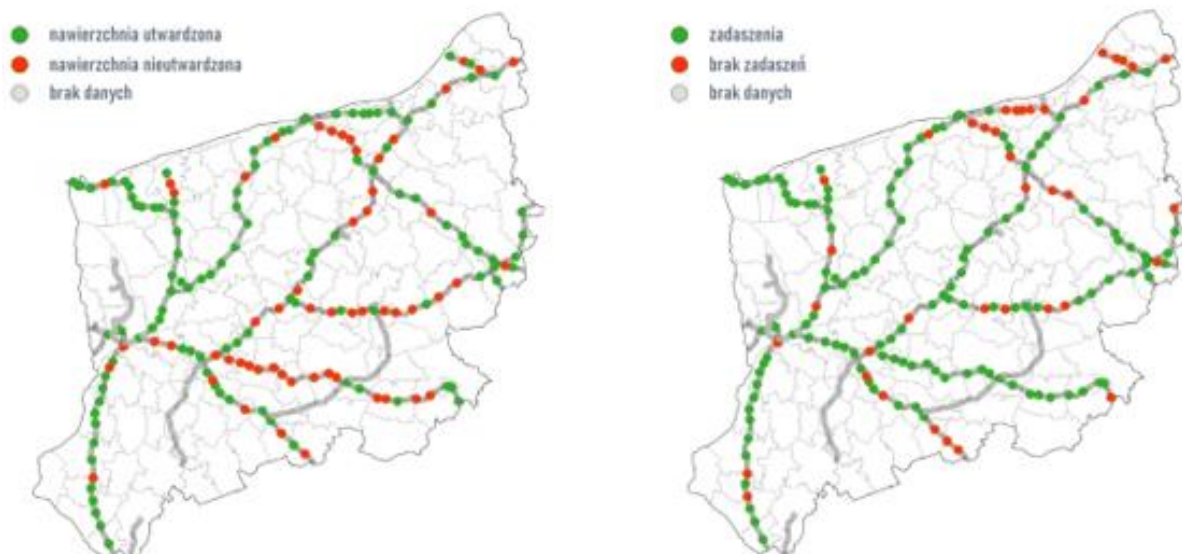 nawierzchnia utwardzona
nawierzchnia nieutwardzona
brak danych
zadaszenia
brak zadaszeń
brak danych